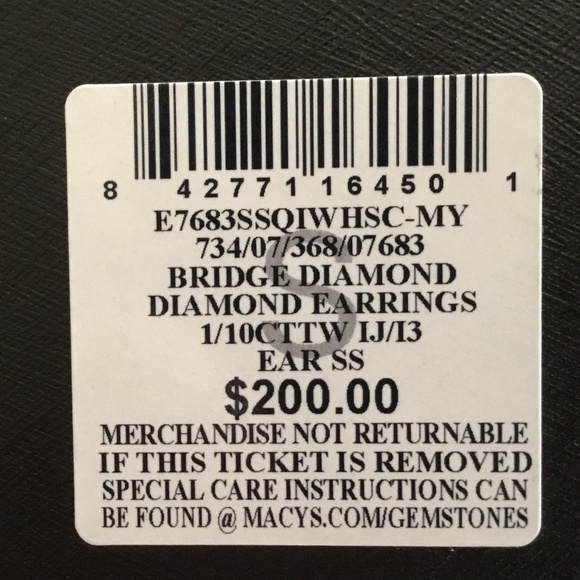 8 42771 16450 1
E7683SSQIWHSC-MY
734/07/368/07683
BRIDGE DIAMOND
DIAMOND EARRINGS
1/10CTTW IJ/I3
EAR SS
$200.00
MERCHANDISE NOT RETURNABLE
IF THIS TICKET IS REMOVED
SPECIAL CARE INSTRUCTIONS CAN
BE FOUND @ MACYS.COM/GEMSTONES
S